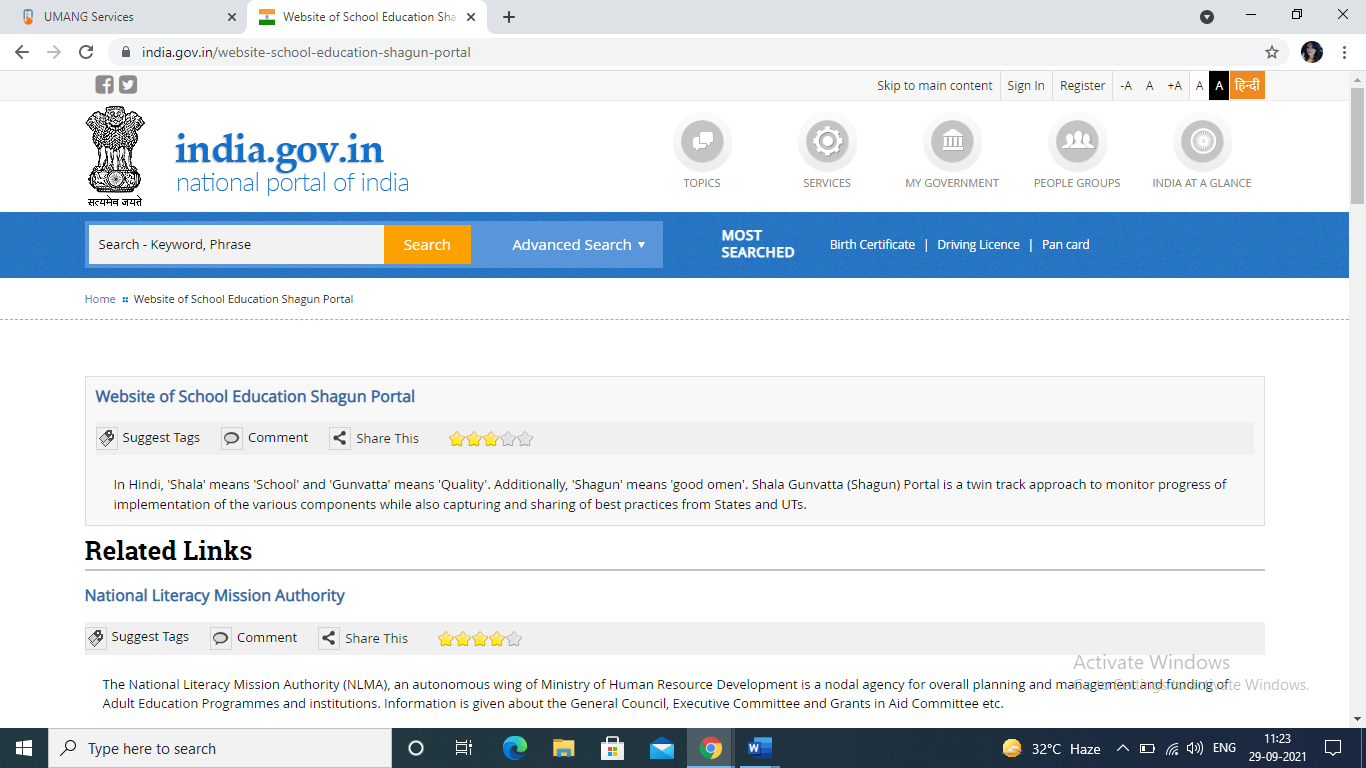 UMANG Services
Website of School Education Sha
india.gov.in/website-school-education-shagun-portal
Skip to main content Sign In Register -A A +A A A हिन्दी
india.gov.in
national portal of india
सत्यमेव जयते
TOPICS SERVICES MY GOVERNMENT PEOPLE GROUPS INDIA AT A GLANCE
Search - Keyword, Phrase Search Advanced Search ▼
MOST
SEARCHED
Birth Certificate | Driving Licence | Pan card
Home Website of School Education Shagun Portal
Website of School Education Shagun Portal
Suggest Tags Comment Share This
In Hindi, 'Shala' means 'School' and 'Gunvatta' means 'Quality'. Additionally, 'Shagun' means 'good omen'. Shala Gunvatta (Shagun) Portal is a twin track approach to monitor progress of
implementation of the various components while also capturing and sharing of best practices from States and UTs.
Related Links
National Literacy Mission Authority
Suggest Tags Comment Share This
Activate Windows
The National Literacy Mission Authority (NLMA), an autonomous wing of Ministry of Human Resource Development is a nodal agency for overall planning and management and funding of
Go to Settings to activate Windows.
Adult Education Programmes and institutions. Information is given about the General Council, Executive Committee and Grants in Aid Committee etc.
Type here to search
32°C Haze
ENG
11:23
29-09-2021